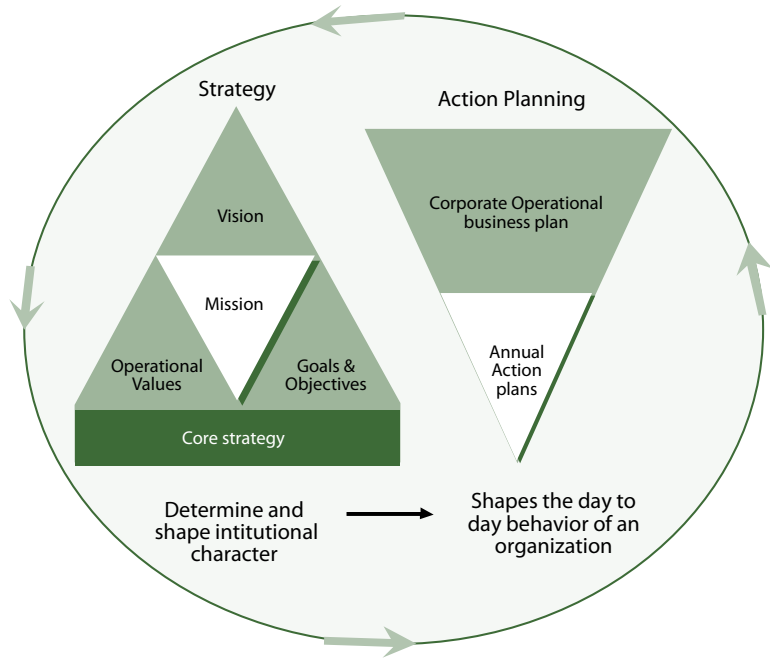 Strategy
Vision
Mission
Operational
Values
Goals &
Objectives
Core strategy
Determine and
shape intitutional
character
Action Planning
Corporate Operational
business plan
Annual
Action
plans
Shapes the day to
day behavior of an
organization